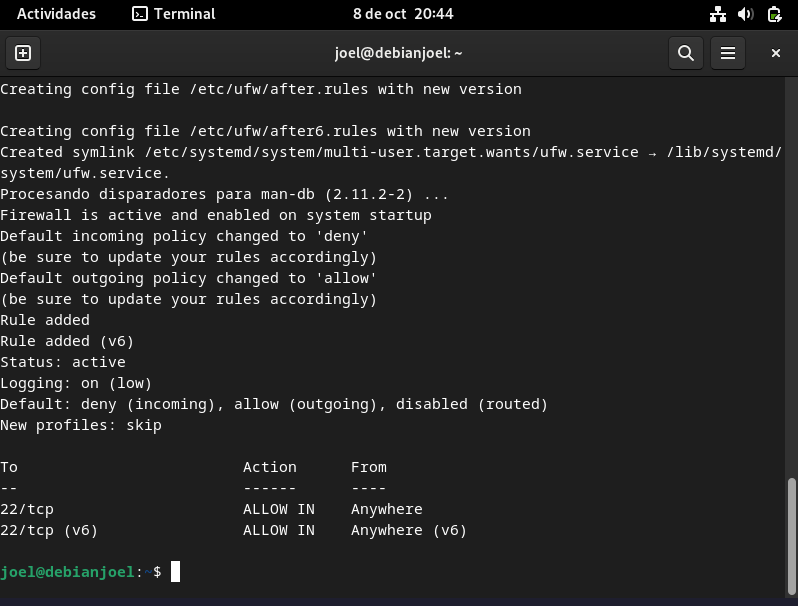 Actividades Terminal 8 de oct 20:44
joel@debianjoel: ~
Creating config file /etc/ufw/after.rules with new version
Creating config file /etc/ufw/after6.rules with new version
Created symlink /etc/systemd/system/multi-user.target.wants/ufw.service → /lib/systemd/
system/ufw.service.
Procesando disparadores para man-db (2.11.2-2) ...
Firewall is active and enabled on system startup
Default incoming policy changed to 'deny'
(be sure to update your rules accordingly)
Default outgoing policy changed to 'allow'
(be sure to update your rules accordingly)
Rule added
Rule added (v6)
Status: active
Logging: on (low)
Default: deny (incoming), allow (outgoing), disabled (routed)
New profiles: skip
To Action From
-- ------ ----
22/tcp ALLOW IN Anywhere
22/tcp (v6) ALLOW IN Anywhere (v6)
joel@debianjoel:~$